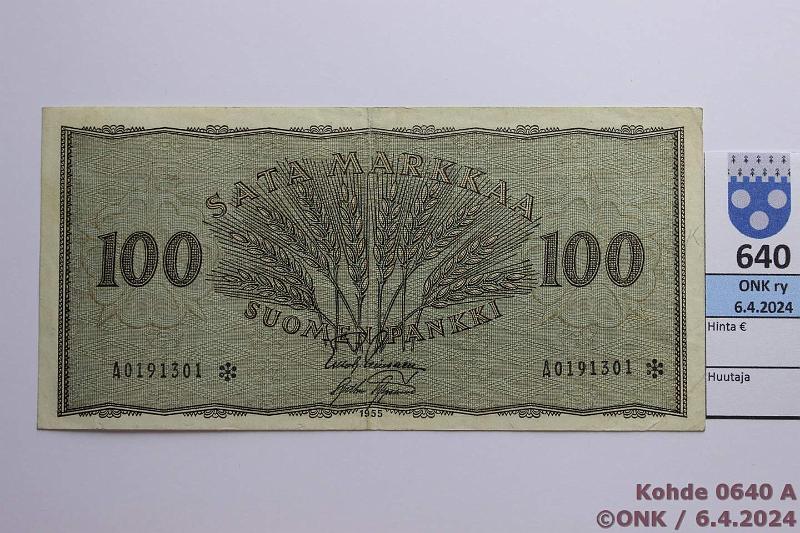 SATA MARKKAA
100 100
SUOMEN PANKKI
A0191301 * A0191301 *
1955
640
ONK ry
6.4.2024
Hinta €
Huutaja
Kohde 0640 A
©ONK / 6.4.2024